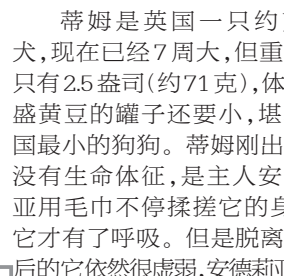 蒂姆是英国一只约
犬,现在已经7周大,但重
只有2.5盎司(约71克),体
盛黄豆的罐子还要小,堪
国最小的狗狗。蒂姆刚出
没有生命体征,是主人安
亚用毛巾不停揉搓它的身
它才有了呼吸。但是脱离
后的它依然很虚弱,安德莉亚